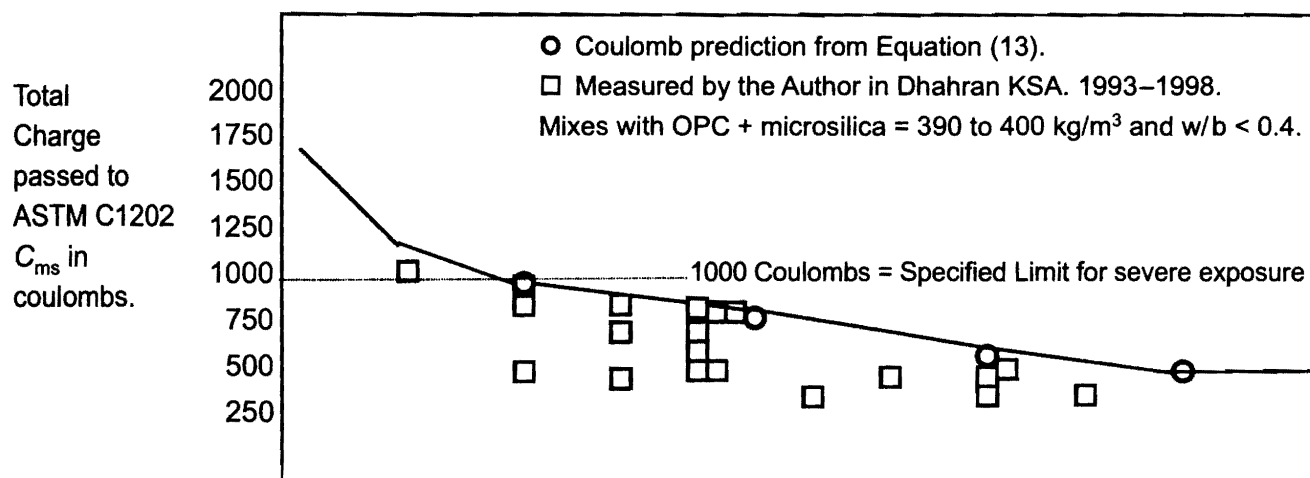 Coulomb prediction from Equation (13).
Measured by the Author in Dhahran KSA. 1993–1998.
Mixes with OPC + microsilica = 390 to 400 kg/m³ and w/b < 0.4.
Total
Charge
passed to
ASTM C1202
Cms in
coulombs.
2000
1750
1500
1250
1000
750
500
250
1000 Coulombs = Specified Limit for severe exposure